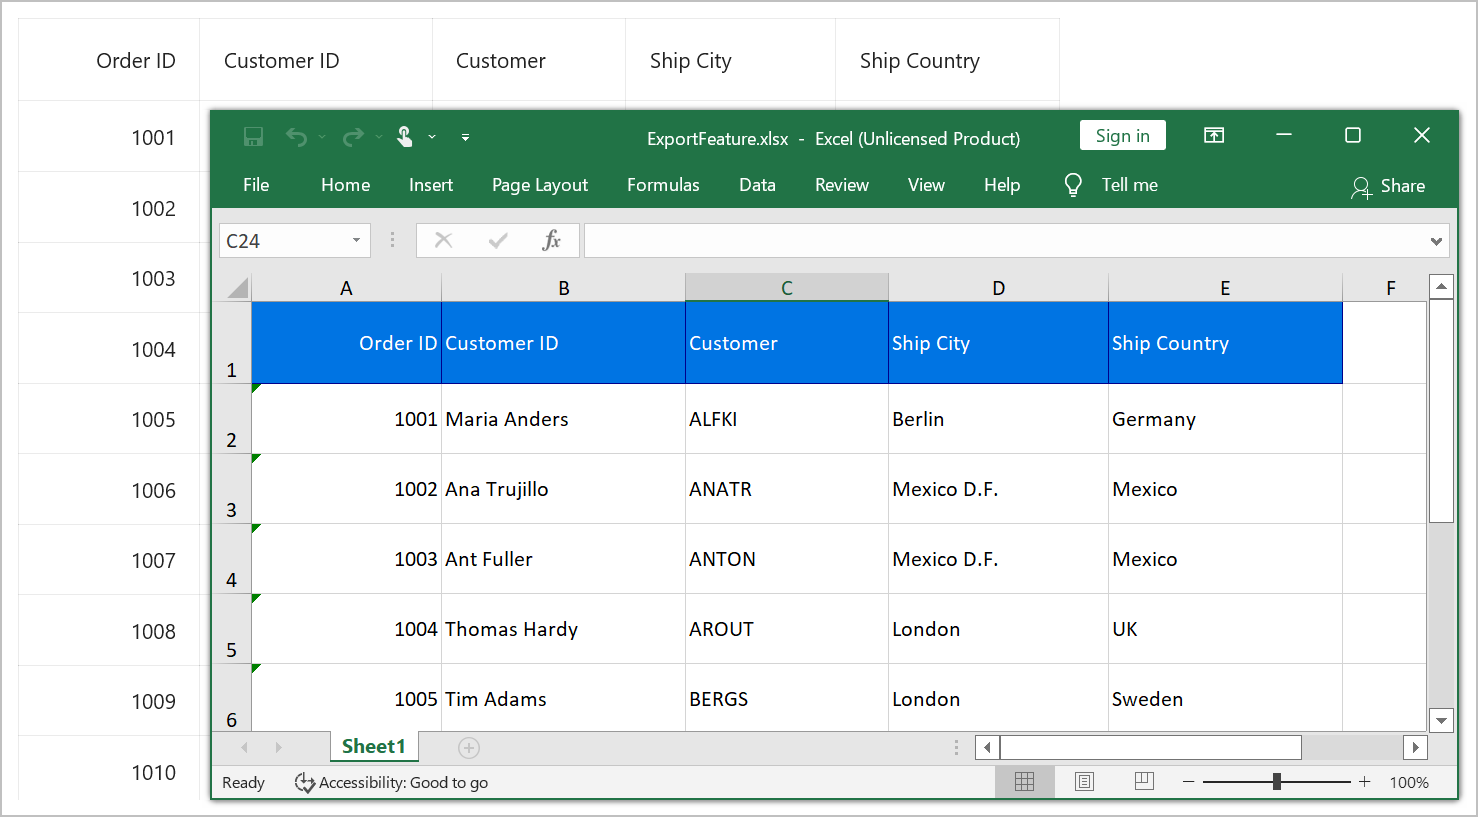 Order ID Customer ID Customer Ship City Ship Country
1001
1002
1003
1004
1005
1006
1007
1008
1009
1010
ExportFeature.xlsx - Excel (Unlicensed Product) Sign in
File Home Insert Page Layout Formulas Data Review View Help Tell me Share
C24 fx
A B C D E F
1 Order ID Customer ID Customer Ship City Ship Country
2 1001 Maria Anders ALFKI Berlin Germany
3 1002 Ana Trujillo ANATR Mexico D.F. Mexico
4 1003 Ant Fuller ANTON Mexico D.F. Mexico
5 1004 Thomas Hardy AROUT London UK
6 1005 Tim Adams BERGS London Sweden
Sheet1
Ready Accessibility: Good to go 100%